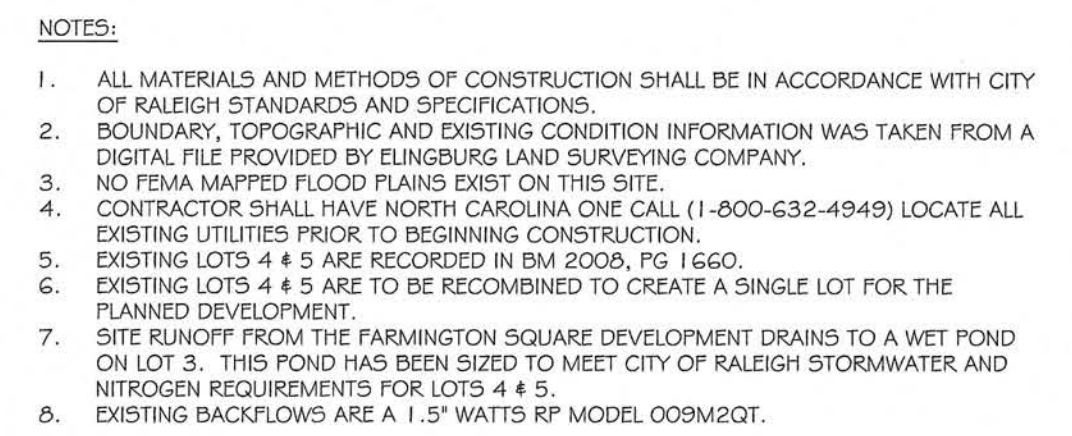 NOTES:
1. ALL MATERIALS AND METHODS OF CONSTRUCTION SHALL BE IN ACCORDANCE WITH CITY
OF RALEIGH STANDARDS AND SPECIFICATIONS.
2. BOUNDARY, TOPOGRAPHIC AND EXISTING CONDITION INFORMATION WAS TAKEN FROM A
DIGITAL FILE PROVIDED BY ELINGBURG LAND SURVEYING COMPANY.
3. NO FEMA MAPPED FLOOD PLAINS EXIST ON THIS SITE.
4. CONTRACTOR SHALL HAVE NORTH CAROLINA ONE CALL (1-800-632-4949) LOCATE ALL
EXISTING UTILITIES PRIOR TO BEGINNING CONSTRUCTION.
5. EXISTING LOTS 4 & 5 ARE RECORDED IN BM 2008, PG 1660.
6. EXISTING LOTS 4 & 5 ARE TO BE RECOMBINED TO CREATE A SINGLE LOT FOR THE
PLANNED DEVELOPMENT.
7. SITE RUNOFF FROM THE FARMINGTON SQUARE DEVELOPMENT DRAINS TO A WET POND
ON LOT 3. THIS POND HAS BEEN SIZED TO MEET CITY OF RALEIGH STORMWATER AND
NITROGEN REQUIREMENTS FOR LOTS 4 & 5.
8. EXISTING BACKFLOWS ARE A 1.5" WATTS RP MODEL 009M2QT.